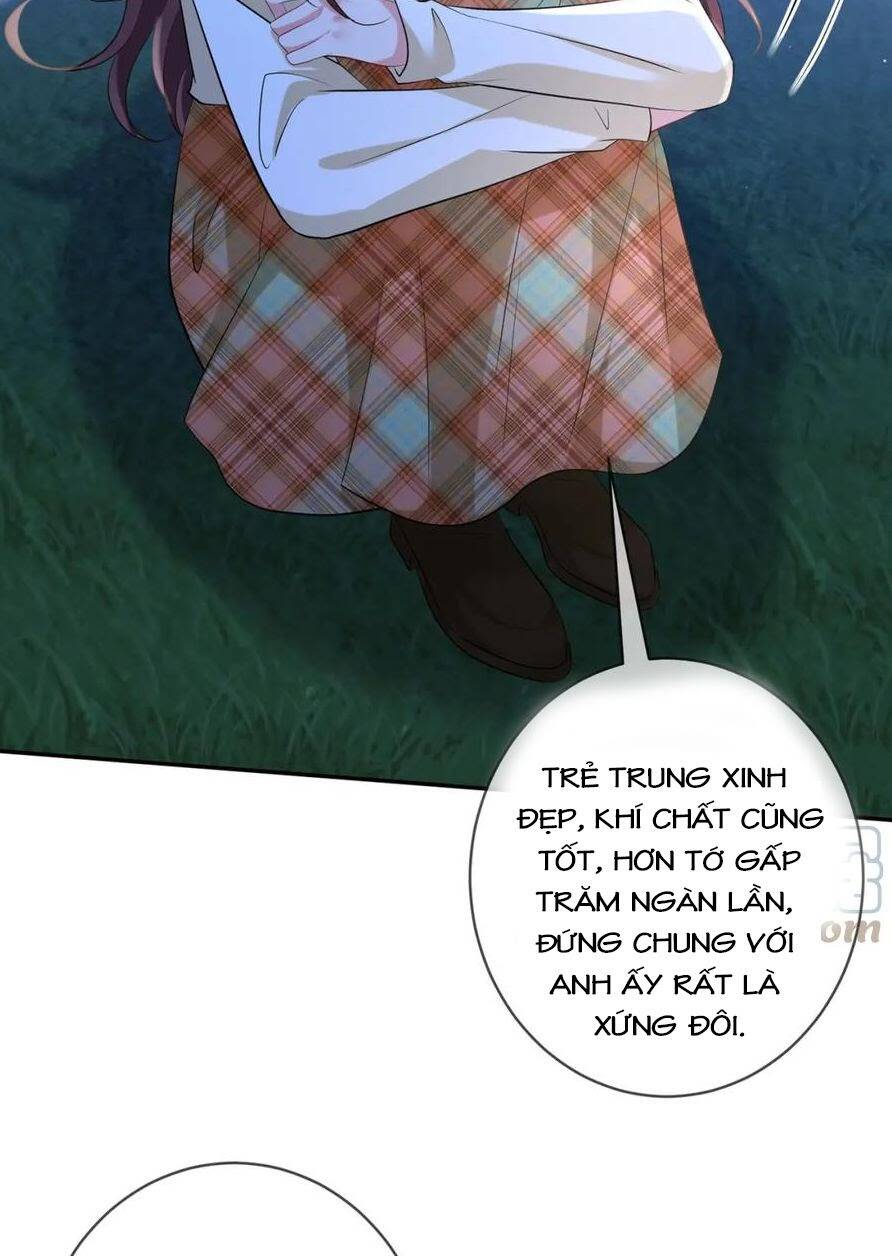 TRẺ TRUNG XINH
ĐẸP, KHÍ CHẤT CŨNG
TỐT, HƠN TỚ GẤP
TRĂM NGÀN LẦN,
ĐỨNG CHUNG VỚI
ANH ẤY RẤT LÀ
XỨNG ĐÔI.
om